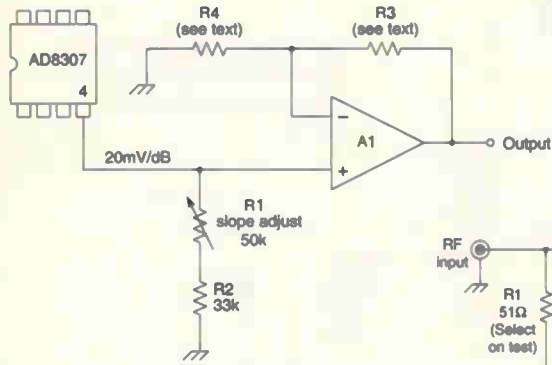 R4
(see text)
R3
(see text)
AD8307
4
A1
Output
20mV/dB
R1
slope adjust
50k
R2
33k
RF
input
R1
51Ω
(Select
on test)